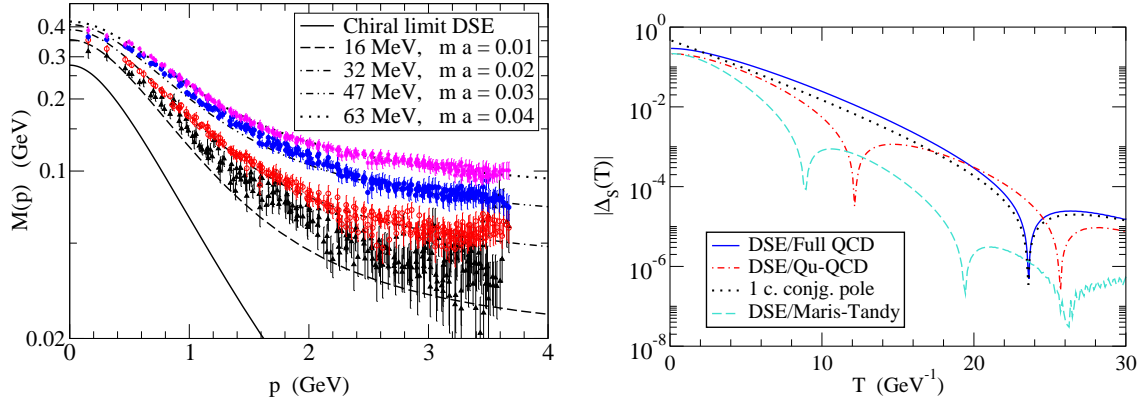 0.4
0.3
0.2
0.1
0.02
M(p) (GeV)
Chiral limit DSE
16 MeV, m a = 0.01
32 MeV, m a = 0.02
47 MeV, m a = 0.03
63 MeV, m a = 0.04
0 1 2 3 4
p (GeV)
10^0
10^-2
10^-4
10^-6
10^-8
|Δ_S(T)|
DSE/Full QCD
DSE/Qu-QCD
1 c. conjg. pole
DSE/Maris-Tandy
0 10 20 30
T (GeV^-1)